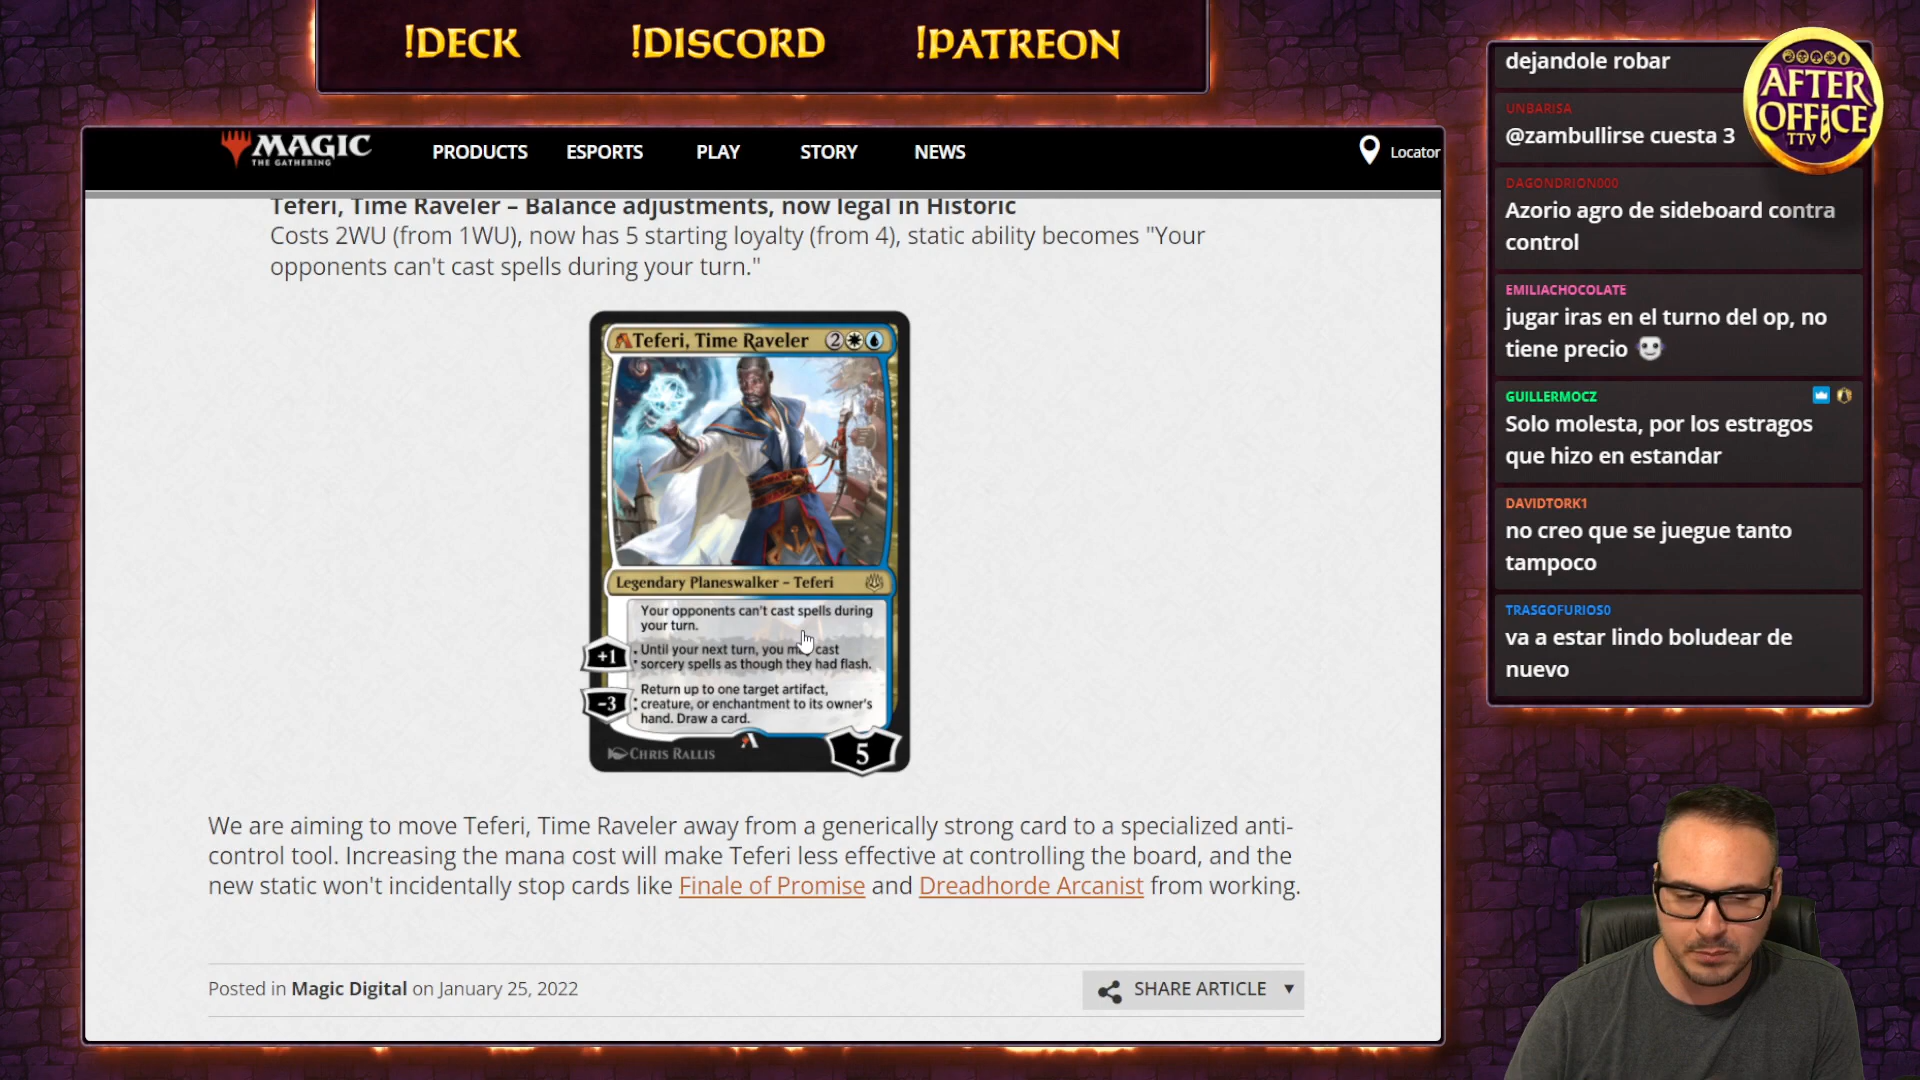 !DECK
!DISCORD
!PATREON
MAGIC
THE GATHERING
PRODUCTS
ESPORTS
PLAY
STORY
NEWS
Locator
Teferi, Time Raveler – Balance adjustments, now legal in Historic
Costs 2WU (from 1WU), now has 5 starting loyalty (from 4), static ability becomes "Your
opponents can't cast spells during your turn."
Teferi, Time Raveler 2
Legendary Planeswalker – Teferi
Your opponents can't cast spells during
your turn.
+1
: Until your next turn, you may cast
sorcery spells as though they had flash.
-3
: Return up to one target artifact,
creature, or enchantment to its owner's
hand. Draw a card.
CHRIS RALLIS
5
We are aiming to move Teferi, Time Raveler away from a generically strong card to a specialized anti-
control tool. Increasing the mana cost will make Teferi less effective at controlling the board, and the
new static won't incidentally stop cards like Finale of Promise and Dreadhorde Arcanist from working.
Posted in Magic Digital on January 25, 2022
SHARE ARTICLE
dejandole robar
UNBARISA
@zambullirse cuesta 3
DAGONDRION000
Azorio agro de sideboard contra
control
EMILIACHOCOLATE
jugar iras en el turno del op, no
tiene precio
GUILLERMOCZ
Solo molesta, por los estragos
que hizo en estandar
DAVIDTORK1
no creo que se juegue tanto
tampoco
TRASGOFURIOS0
va a estar lindo boludear de
nuevo
AFTER
OFFICE
TTV